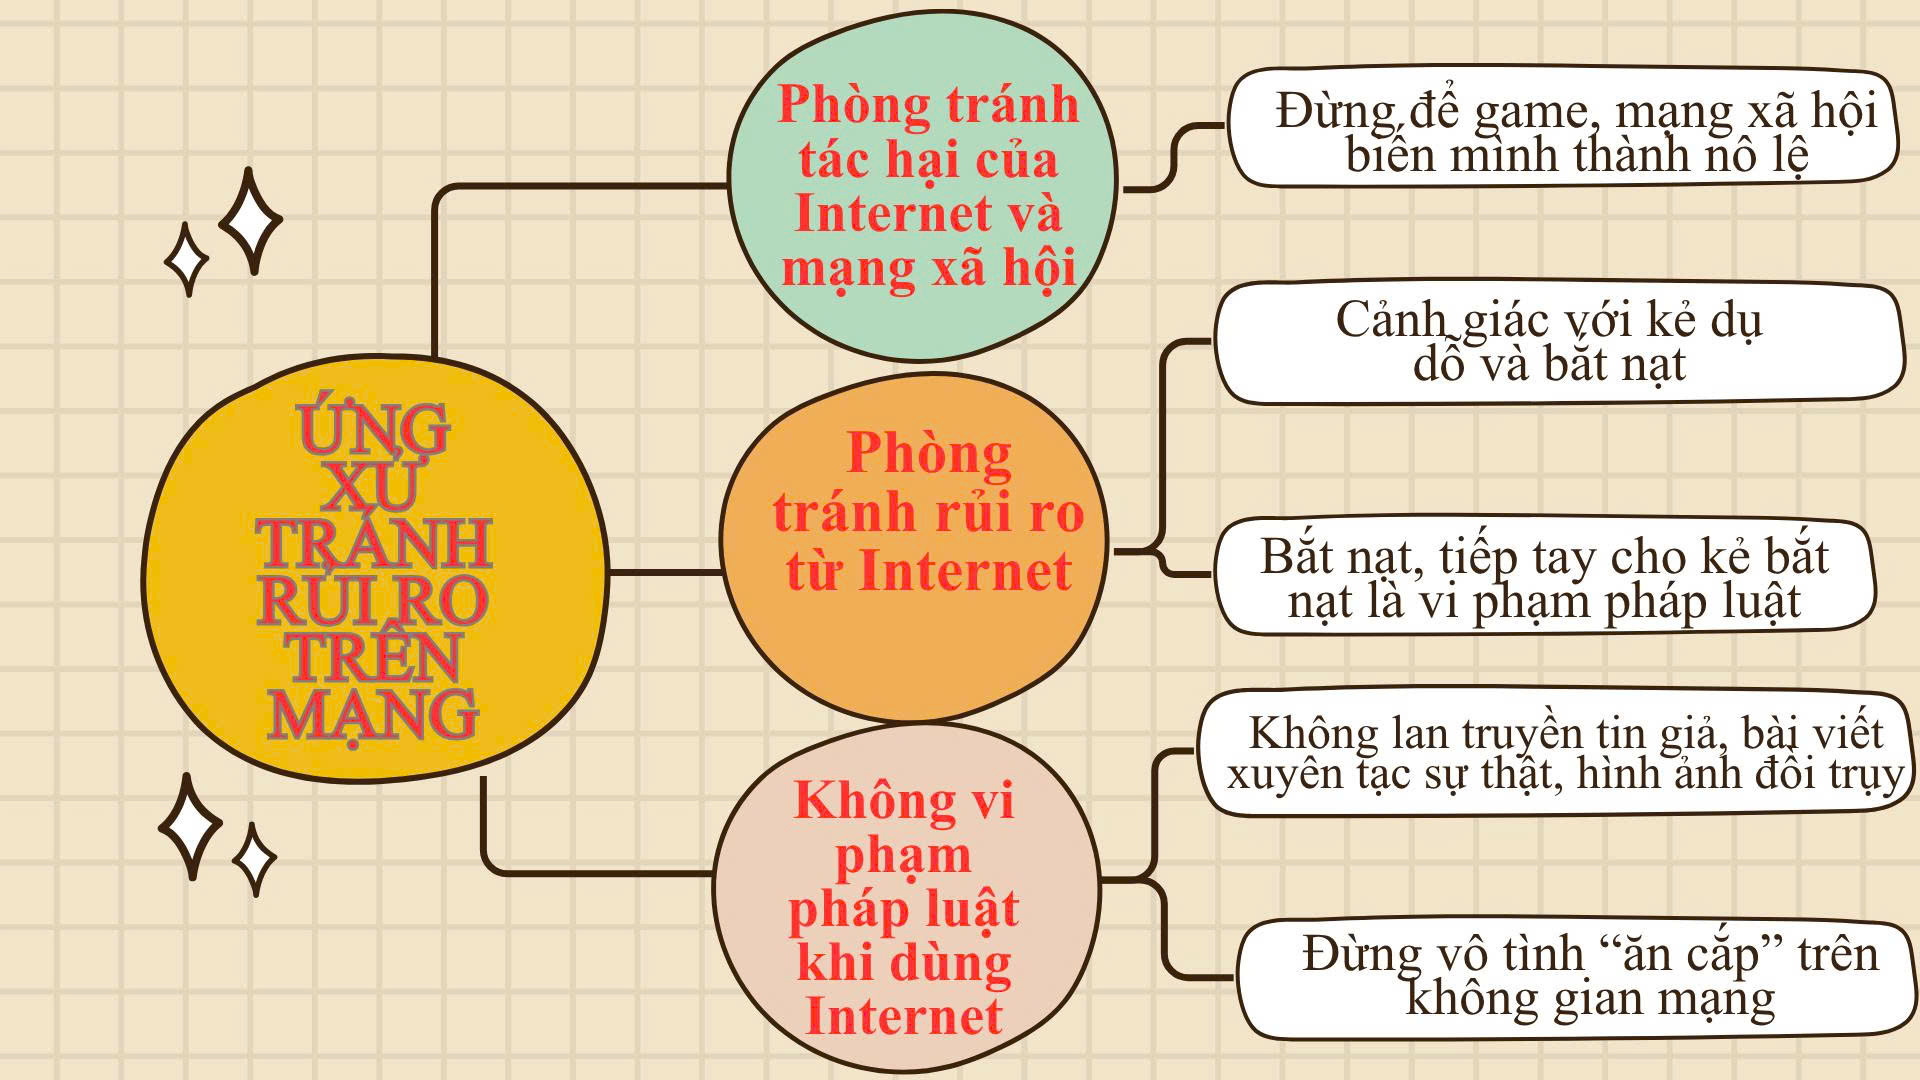 ỨNG
XỬ
TRÁNH
RỦI RO
TRÊN
MẠNG
Phòng tránh
tác hại của
Internet và
mạng xã hội
Đừng để game, mạng xã hội
biến mình thành nô lệ
Phòng
tránh rủi ro
từ Internet
Cảnh giác với kẻ dụ
dỗ và bắt nạt
Bắt nạt, tiếp tay cho kẻ bắt
nạt là vi phạm pháp luật
Không vi
phạm
pháp luật
khi dùng
Internet
Không lan truyền tin giả, bài viết
xuyên tạc sự thật, hình ảnh đồi trụy
Đừng vô tình “ăn cắp” trên
không gian mạng